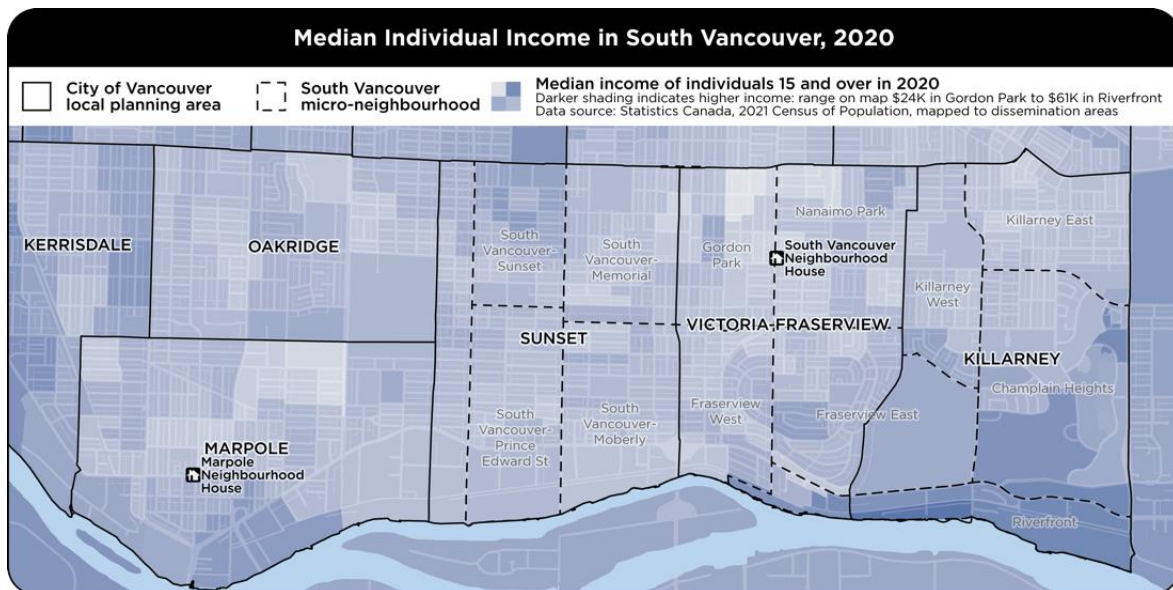 Median Individual Income in South Vancouver, 2020
City of Vancouver
local planning area
South Vancouver
micro-neighbourhood
Median income of individuals 15 and over in 2020
Darker shading indicates higher income: range on map $24K in Gordon Park to $61K in Riverfront
Data source: Statistics Canada, 2021 Census of Population, mapped to dissemination areas
KERRISDALE
OAKRIDGE
South
Vancouver-
Sunset
South
Vancouver-
Memorial
Gordon
Park
Nanaimo Park
South Vancouver
Neighbourhood
House
Killarney East
Killarney
West
SUNSET
VICTORIA-FRASERVIEW
KILLARNEY
Champlain Heights
MARPOLE
Marpole
Neighbourhood
House
South
Vancouver-
Prince
Edward St
South
Vancouver-
Moberly
Fraserview
West
Fraserview East
Riverfront